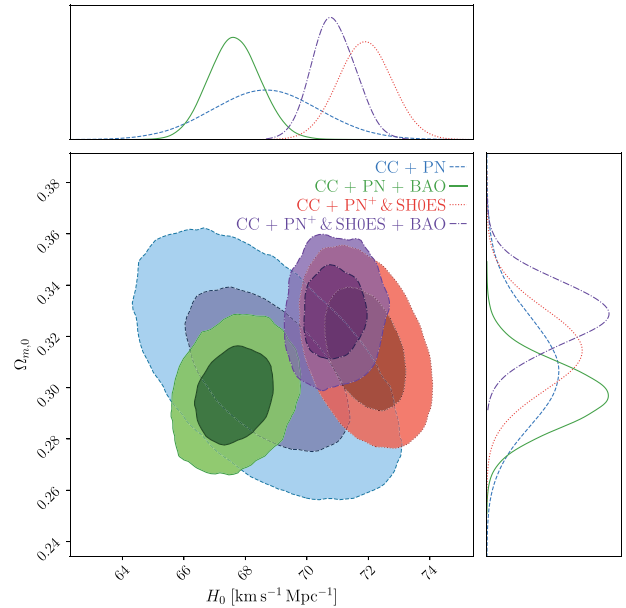 CC + PN
CC + PN + BAO
CC + PN⁺ & SH0ES
CC + PN⁺ & SH0ES + BAO
0.38
0.36
0.34
0.32
0.30
0.28
0.26
0.24
Ωm,0
64 66 68 70 72 74
H₀ [km s⁻¹ Mpc⁻¹]